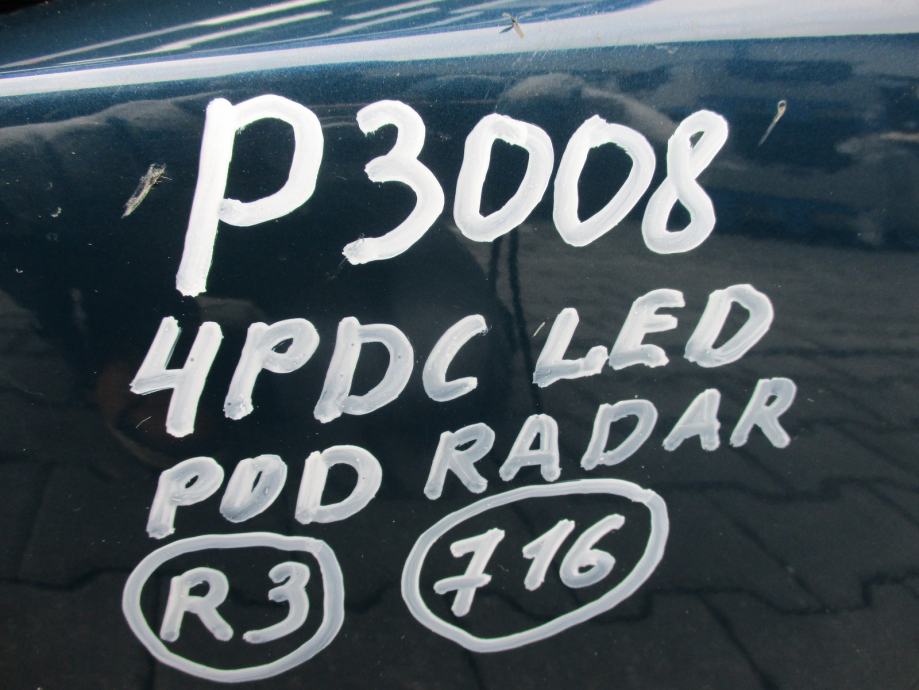 P3008
4PDC LED
POD RADAR
R3 716